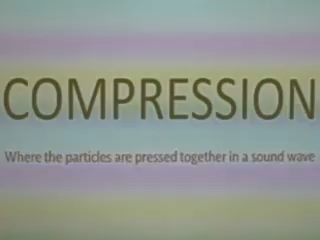 COMPRESSION
Where the particles are pressed together in a sound wave